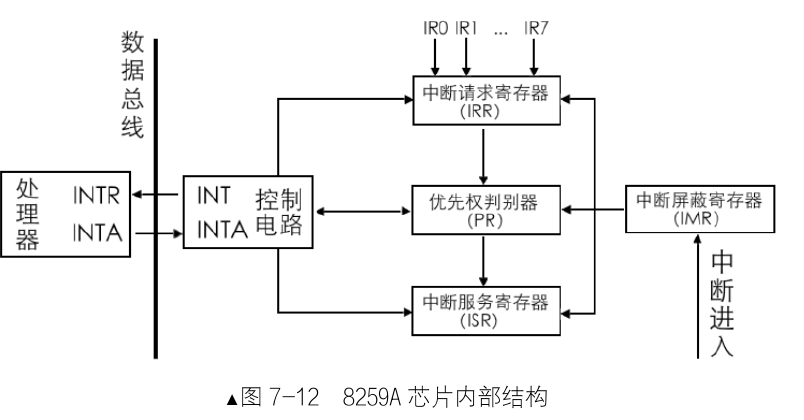 IR0 IR1 ... IR7
数据总线
中断请求寄存器
(IRR)
处理器
INTR
INTA
INT
INTA
控制
电路
优先权判别器
(PR)
中断屏蔽寄存器
(IMR)
中断服务寄存器
(ISR)
中断进入
▲图 7-12 8259A 芯片内部结构